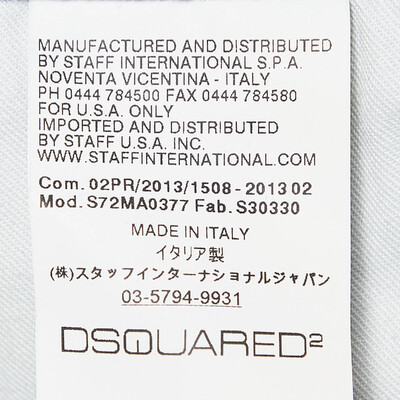 MANUFACTURED AND DISTRIBUTED
BY STAFF INTERNATIONAL S.P.A.
NOVENTA VICENTINA - ITALY
PH 0444 784500 FAX 0444 784580
FOR U.S.A. ONLY
IMPORTED AND DISTRIBUTED
BY STAFF U.S.A. INC.
WWW.STAFFINTERNATIONAL.COM
Com. 02PR/2013/1508-2013 02
Mod. S72MA0377 Fab. S30330
MADE IN ITALY
イタリア製
(株)スタッフインターナショナルジャパン
03-5794-9931
DSQUARED²